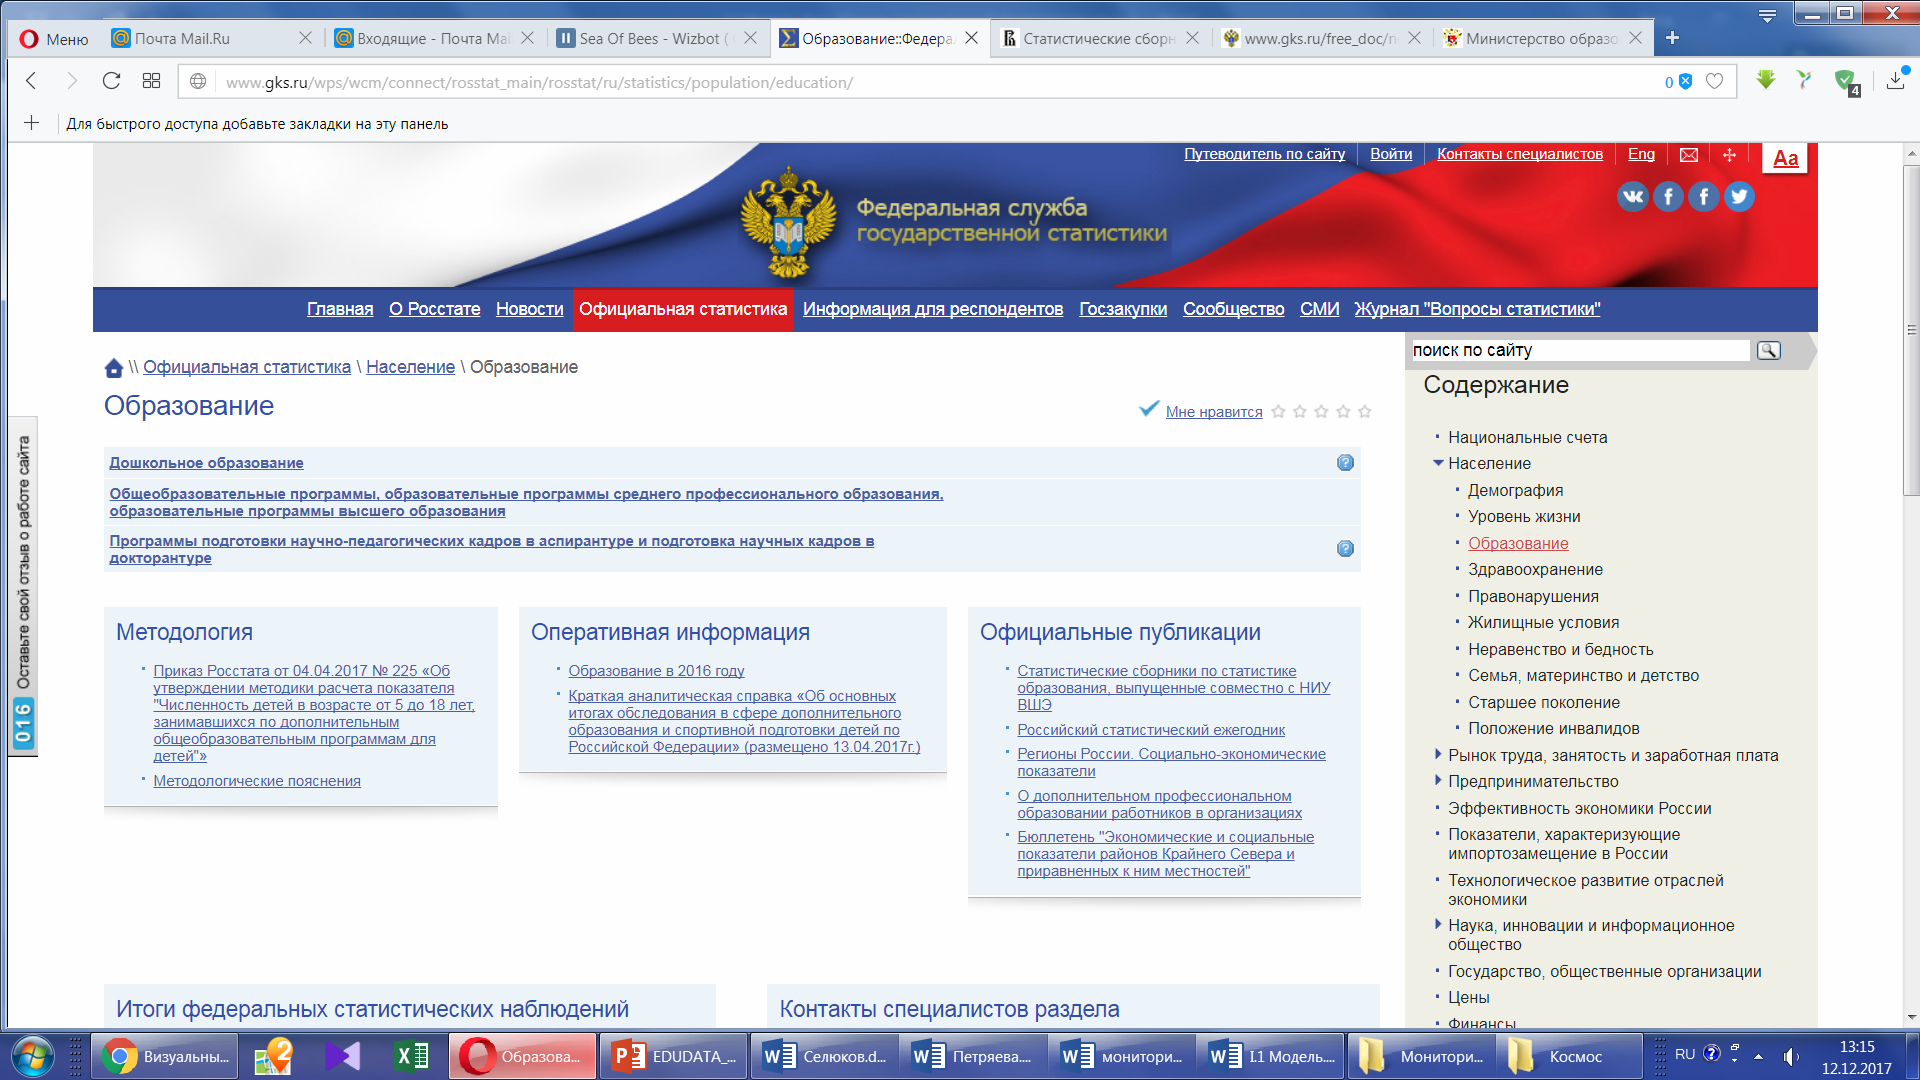 Меню
Почта Mail.Ru
Входящие - Почта Mai
Sea Of Bees - Wizbot (
Образование::Федера
Статистические сборн
www.gks.ru/free_doc/n
Министерство образо
www.gks.ru/wps/wcm/connect/rosstat_main/rosstat/ru/statistics/population/education/
0
4
Для быстрого доступа добавьте закладки на эту панель
Путеводитель по сайту
Войти
Контакты специалистов
Eng
Aa
Федеральная служба
государственной статистики
Главная О Росстате Новости Официальная статистика Информация для респондентов Госзакупки Сообщество СМИ Журнал "Вопросы статистики"
\\ Официальная статистика \ Население \ Образование
Образование
Мне нравится
Дошкольное образование
Общеобразовательные программы, образовательные программы среднего профессионального образования,
образовательные программы высшего образования
Программы подготовки научно-педагогических кадров в аспирантуре и подготовка научных кадров в
докторантуре
Методология
Приказ Росстата от 04.04.2017 № 225 «Об
утверждении методики расчета показателя
"Численность детей в возрасте от 5 до 18 лет,
занимавшихся по дополнительным
общеобразовательным программам для
детей"»
Методологические пояснения
Оперативная информация
Образование в 2016 году
Краткая аналитическая справка «Об основных
итогах обследования в сфере дополнительного
образования и спортивной подготовки детей по
Российской Федерации» (размещено 13.04.2017г.)
Официальные публикации
Статистические сборники по статистике
образования, выпущенные совместно с НИУ
ВШЭ
Российский статистический ежегодник
Регионы России. Социально-экономические
показатели
О дополнительном профессиональном
образовании работников в организациях
Бюллетень "Экономические и социальные
показатели районов Крайнего Севера и
приравненных к ним местностей"
Итоги федеральных статистических наблюдений
Контакты специалистов раздела
поиск по сайту
Содержание
Национальные счета
Население
Демография
Уровень жизни
Образование
Здравоохранение
Правонарушения
Жилищные условия
Неравенство и бедность
Семья, материнство и детство
Старшее поколение
Положение инвалидов
Рынок труда, занятость и заработная плата
Предпринимательство
Эффективность экономики России
Показатели, характеризующие
импортозамещение в России
Технологическое развитие отраслей
экономики
Наука, инновации и информационное
общество
Государство, общественные организации
Цены
Финансы
Оставьте свой отзыв о работе сайта
016
Визуальны...
2
Образова...
EDUDATA_...
Селюков.d...
Петряева....
монитори...
I.1 Модель....
Монитори...
Космос
RU
13:15
12.12.2017